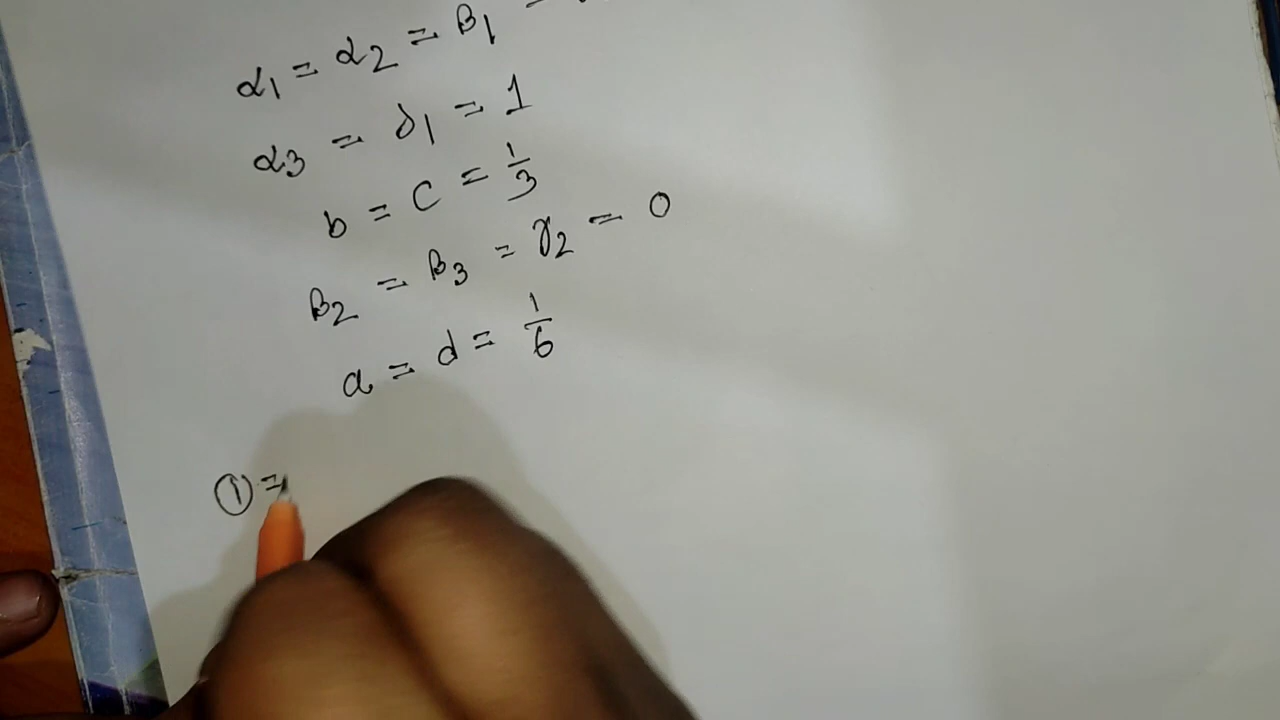 α₁ = α₂ = β₁ =
α₃ = δ₁ = 1
b = c = 1/3
β₂ = β₃ = γ₂ = 0
a = d = 1/6
① =